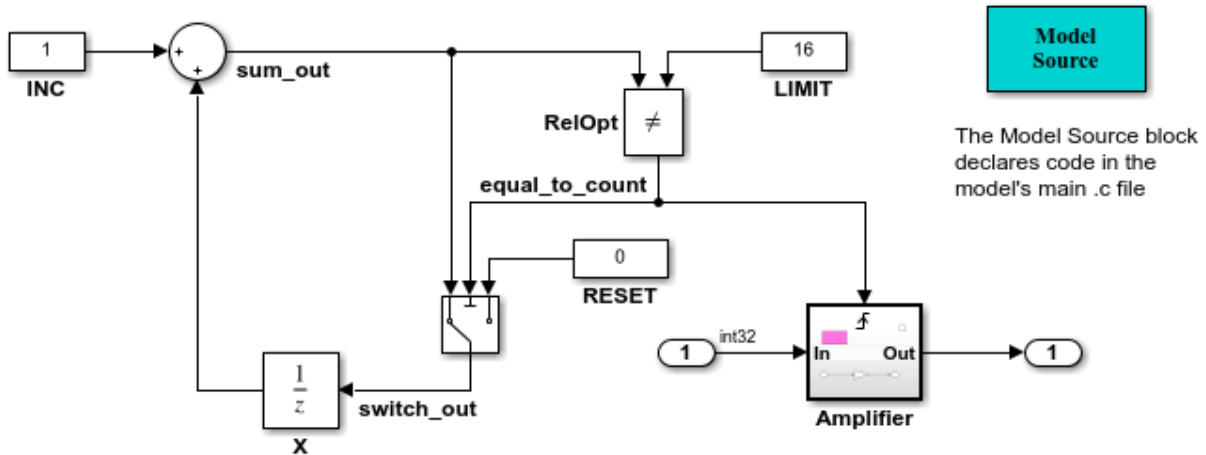 1
INC
+
+
sum_out
16
LIMIT
Model
Source
RelOpt
≠
The Model Source block
declares code in the
model's main .c file
equal_to_count
0
RESET
1
int32
In
Out
1
Amplifier
1
z
X
switch_out